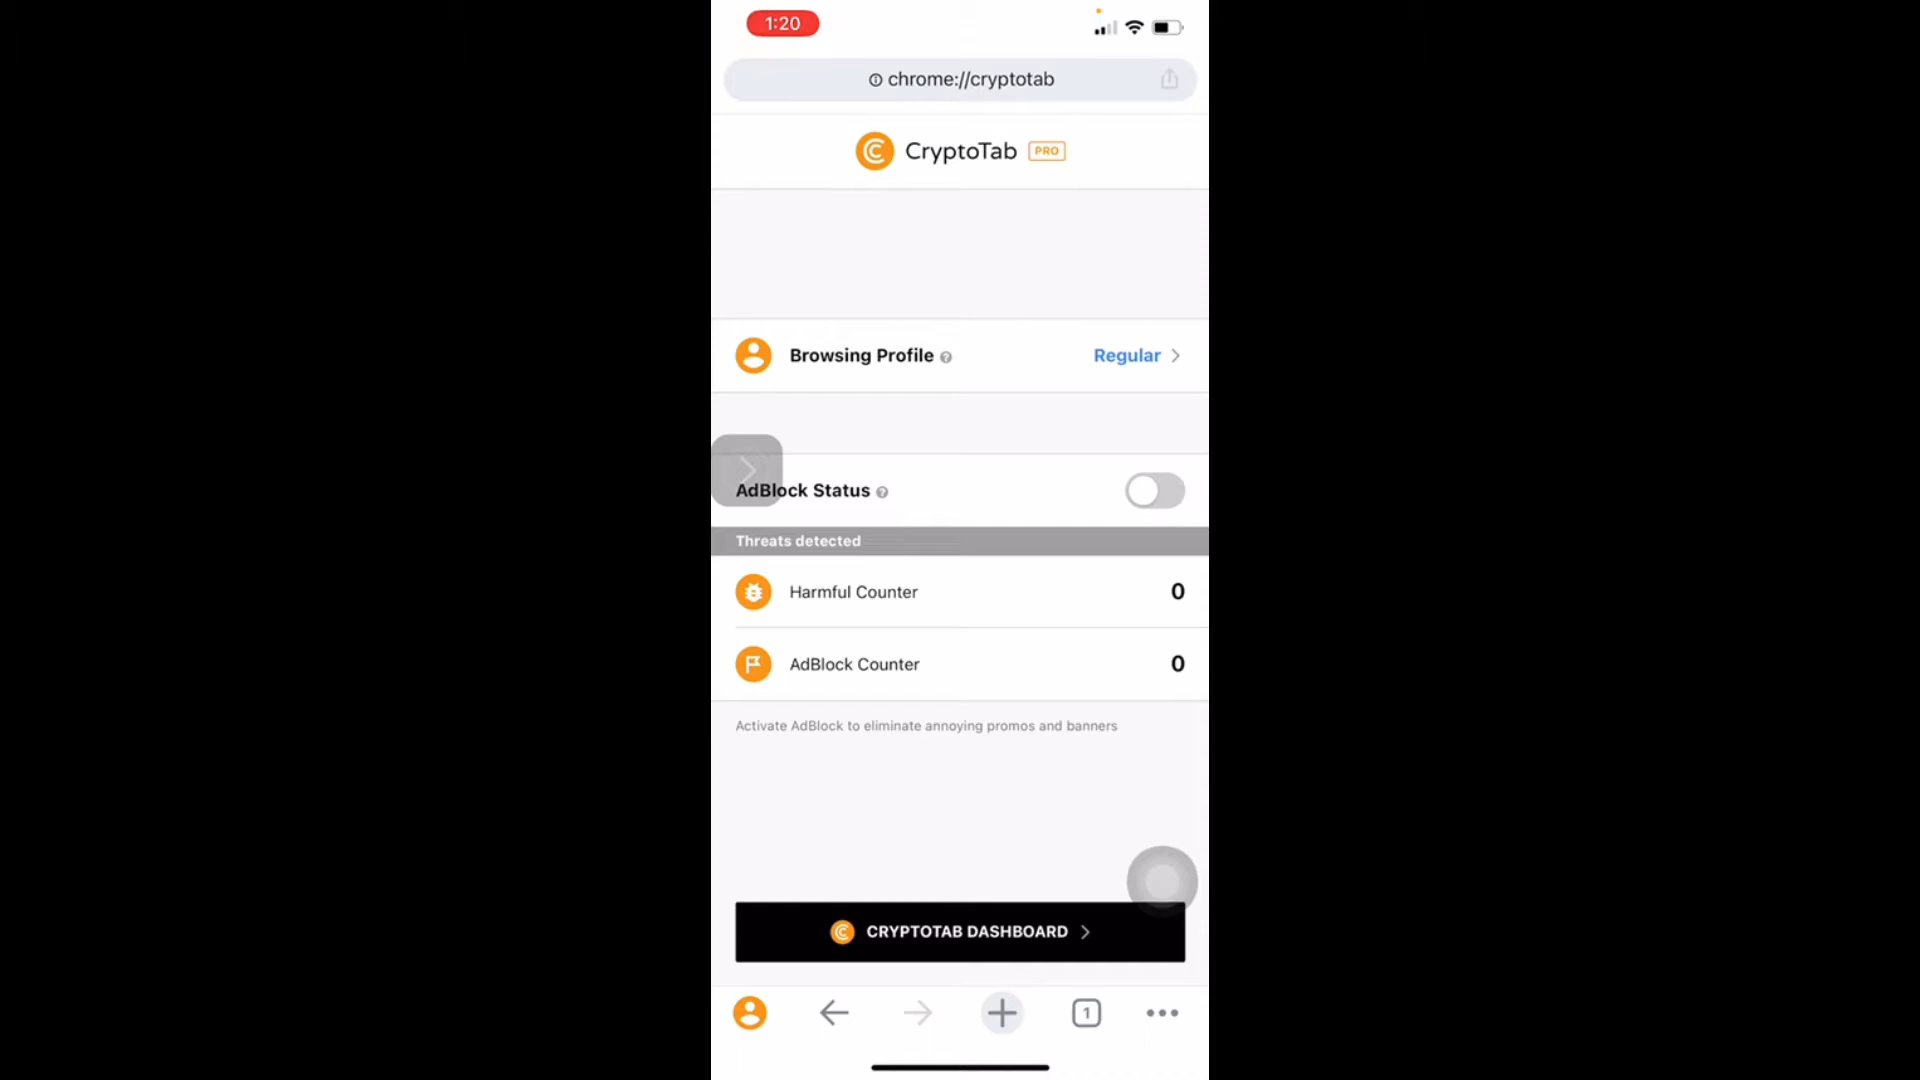 1:20
chrome://cryptotab
CryptoTab PRO
Browsing Profile
Regular
AdBlock Status
Threats detected
Harmful Counter 0
AdBlock Counter 0
Activate AdBlock to eliminate annoying promos and banners
CRYPTOTAB DASHBOARD
1